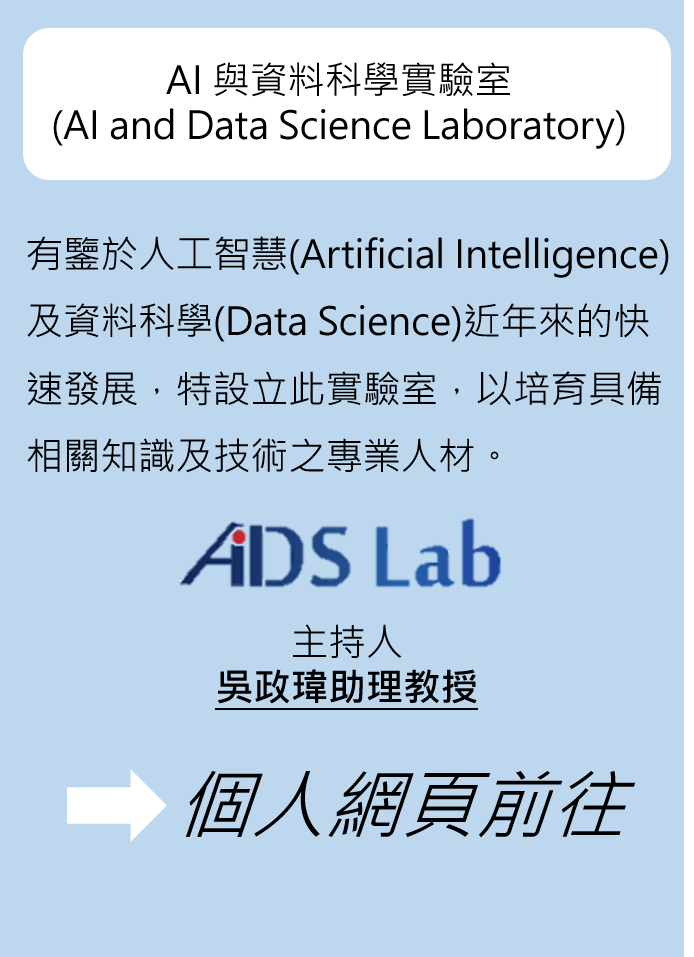 AI 與資料科學實驗室
(AI and Data Science Laboratory)
有鑒於人工智慧(Artificial Intelligence)
及資料科學(Data Science)近年來的快
速發展，特設立此實驗室，以培育具備
相關知識及技術之專業人材。
AiDS Lab
主持人
吳政瑋助理教授
個人網頁前往